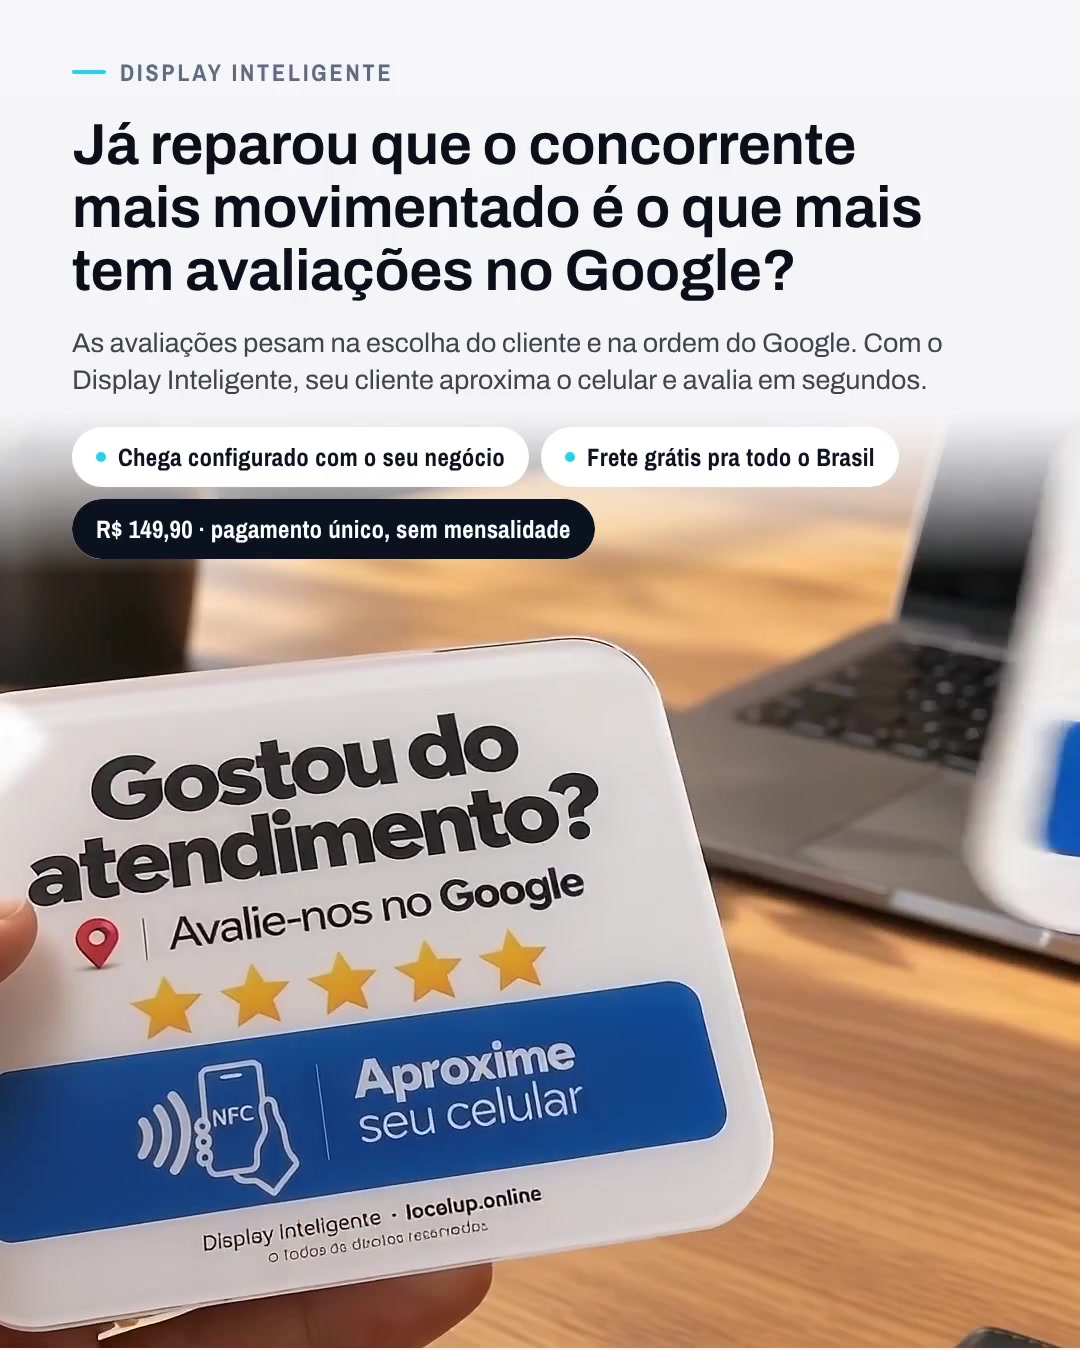 DISPLAY INTELIGENTE
Já reparou que o concorrente
mais movimentado é o que mais
tem avaliações no Google?
As avaliações pesam na escolha do cliente e na ordem do Google. Com o
Display Inteligente, seu cliente aproxima o celular e avalia em segundos.
Chega configurado com o seu negócio
Frete grátis pra todo o Brasil
R$ 149,90 · pagamento único, sem mensalidade
Gostou do
atendimento?
Avalie-nos no Google
NFC
Aproxime
seu celular
Display Inteligente · locelup.online